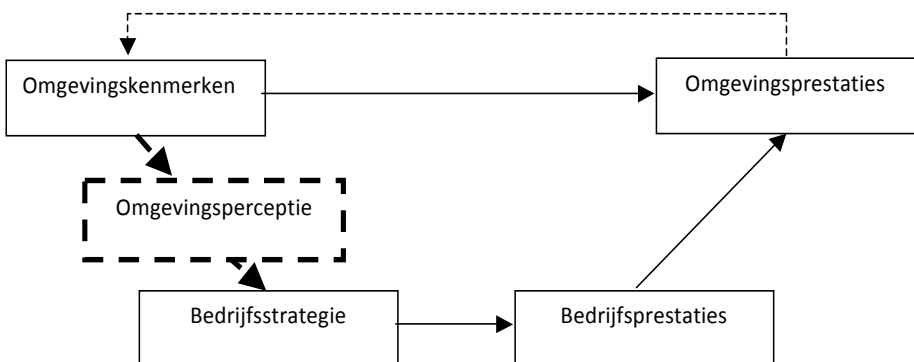 Omgevingskenmerken
Omgevingsprestaties
Omgevingsperceptie
Bedrijfsstrategie
Bedrijfsprestaties